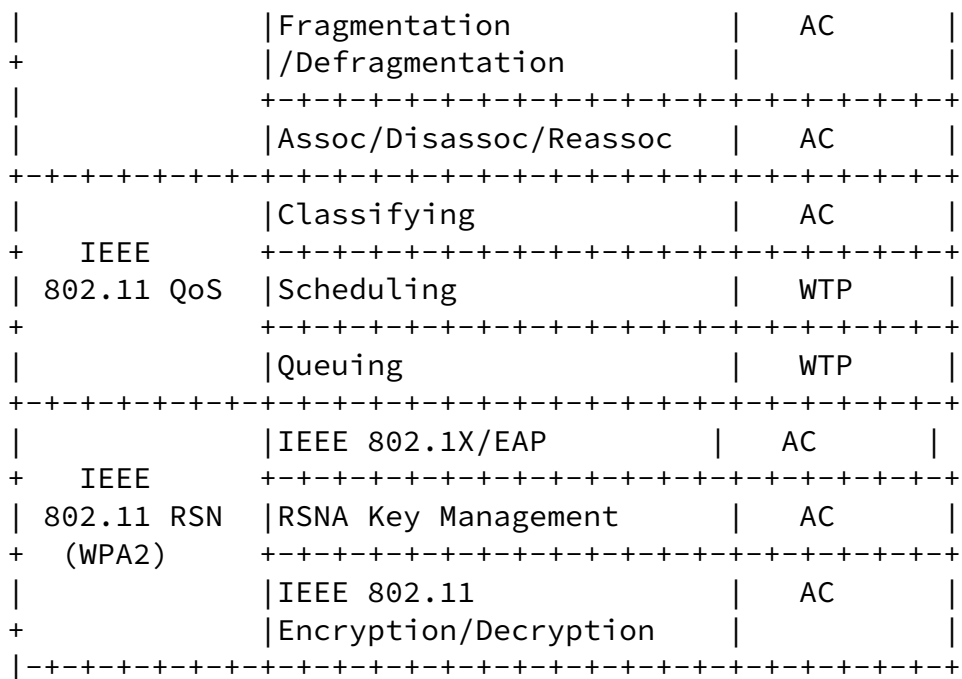 |             |Fragmentation            |   AC      |
+             |/Defragmentation         |           |
|             +-+-+-+-+-+-+-+-+-+-+-+-+-+-+-+-+-+-+-+
|             |Assoc/Disassoc/Reassoc   |   AC      |
+-+-+-+-+-+-+-+-+-+-+-+-+-+-+-+-+-+-+-+-+-+-+-+-+-+-+
|             |Classifying              |   AC      |
+   IEEE      +-+-+-+-+-+-+-+-+-+-+-+-+-+-+-+-+-+-+-+
| 802.11 QoS  |Scheduling               |   WTP     |
+             +-+-+-+-+-+-+-+-+-+-+-+-+-+-+-+-+-+-+-+
|             |Queuing                  |   WTP     |
+-+-+-+-+-+-+-+-+-+-+-+-+-+-+-+-+-+-+-+-+-+-+-+-+-+-+
|             |IEEE 802.1X/EAP         |   AC      |
+   IEEE      +-+-+-+-+-+-+-+-+-+-+-+-+-+-+-+-+-+-+-+
| 802.11 RSN  |RSNA Key Management      |   AC      |
+  (WPA2)     +-+-+-+-+-+-+-+-+-+-+-+-+-+-+-+-+-+-+-+
|             |IEEE 802.11              |   AC      |
+             |Encryption/Decryption    |           |
|-+-+-+-+-+-+-+-+-+-+-+-+-+-+-+-+-+-+-+-+-+-+-+-+-+-+